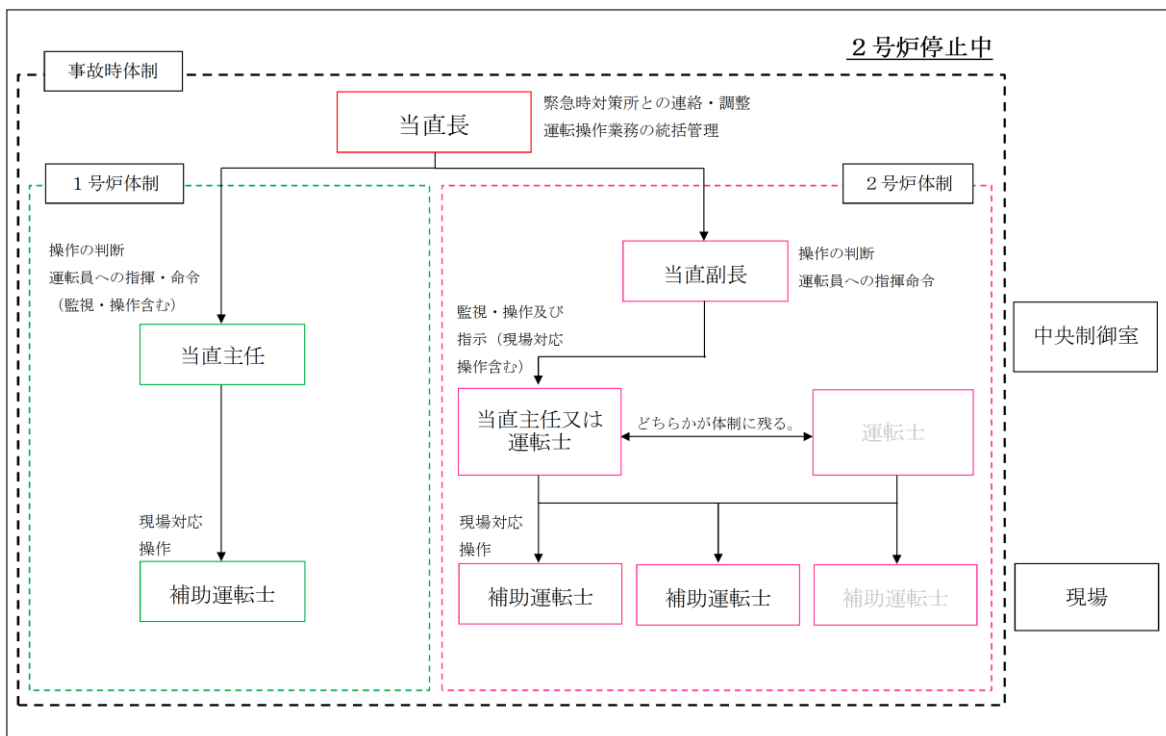 ２号炉停止中
事故時体制
当直長
緊急時対策所との連絡・調整
運転操作業務の統括管理
１号炉体制
２号炉体制
操作の判断
運転員への指揮・命令
（監視・操作含む）
当直主任
現場対応
操作
補助運転士
当直副長
操作の判断
運転員への指揮命令
監視・操作及び
指示（現場対応
操作含む）
当直主任又は
運転士
どちらかが体制に残る。
運転士
現場対応
操作
補助運転士
補助運転士
補助運転士
中央制御室
現場